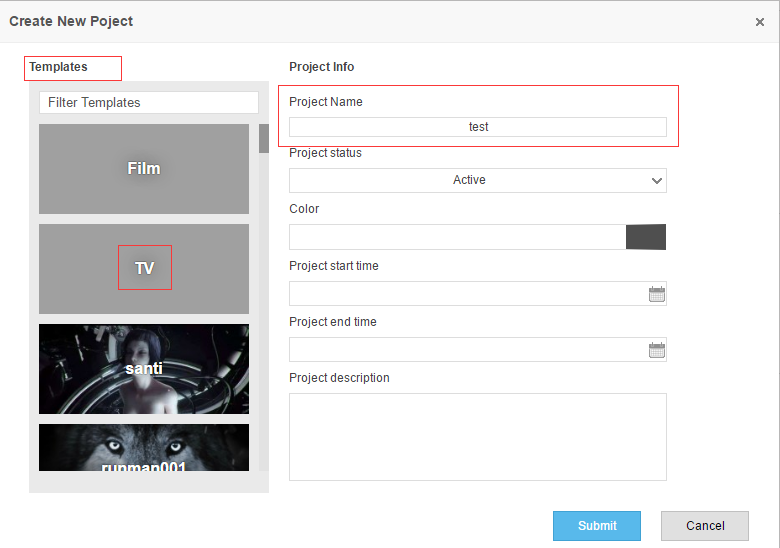 Create New Poject
Templates
Filter Templates
Film
TV
santi
runman001
Project Info
Project Name
test
Project status
Active
Color
Project start time
Project end time
Project description
Submit
Cancel